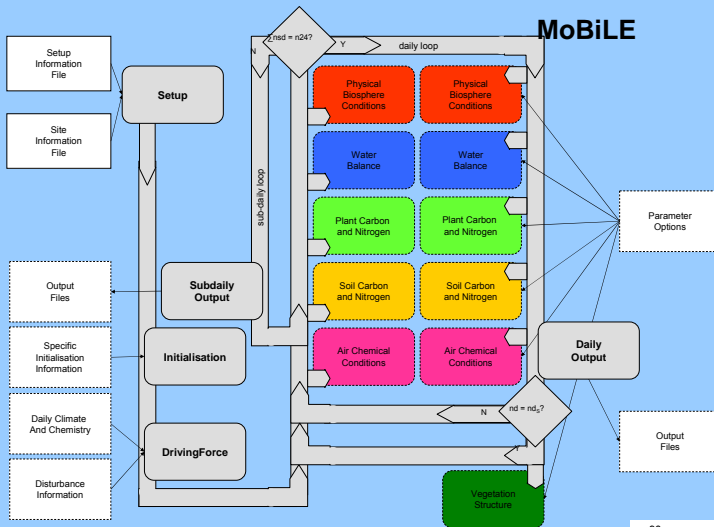 MoBiLE
∑nsd = n24?
N
Y
daily loop
Setup
Information
File
Setup
Site
Information
File
sub-daily loop
Physical
Biosphere
Conditions
Physical
Biosphere
Conditions
Water
Balance
Water
Balance
Plant Carbon
and Nitrogen
Plant Carbon
and Nitrogen
Parameter
Options
Output
Files
Subdaily
Output
Soil Carbon
and Nitrogen
Soil Carbon
and Nitrogen
Specific
Initialisation
Information
Initialisation
Air Chemical
Conditions
Air Chemical
Conditions
Daily
Output
Daily Climate
And Chemistry
DrivingForce
Disturbance
Information
N
nd = nds?
Y
Output
Files
Vegetation
Structure